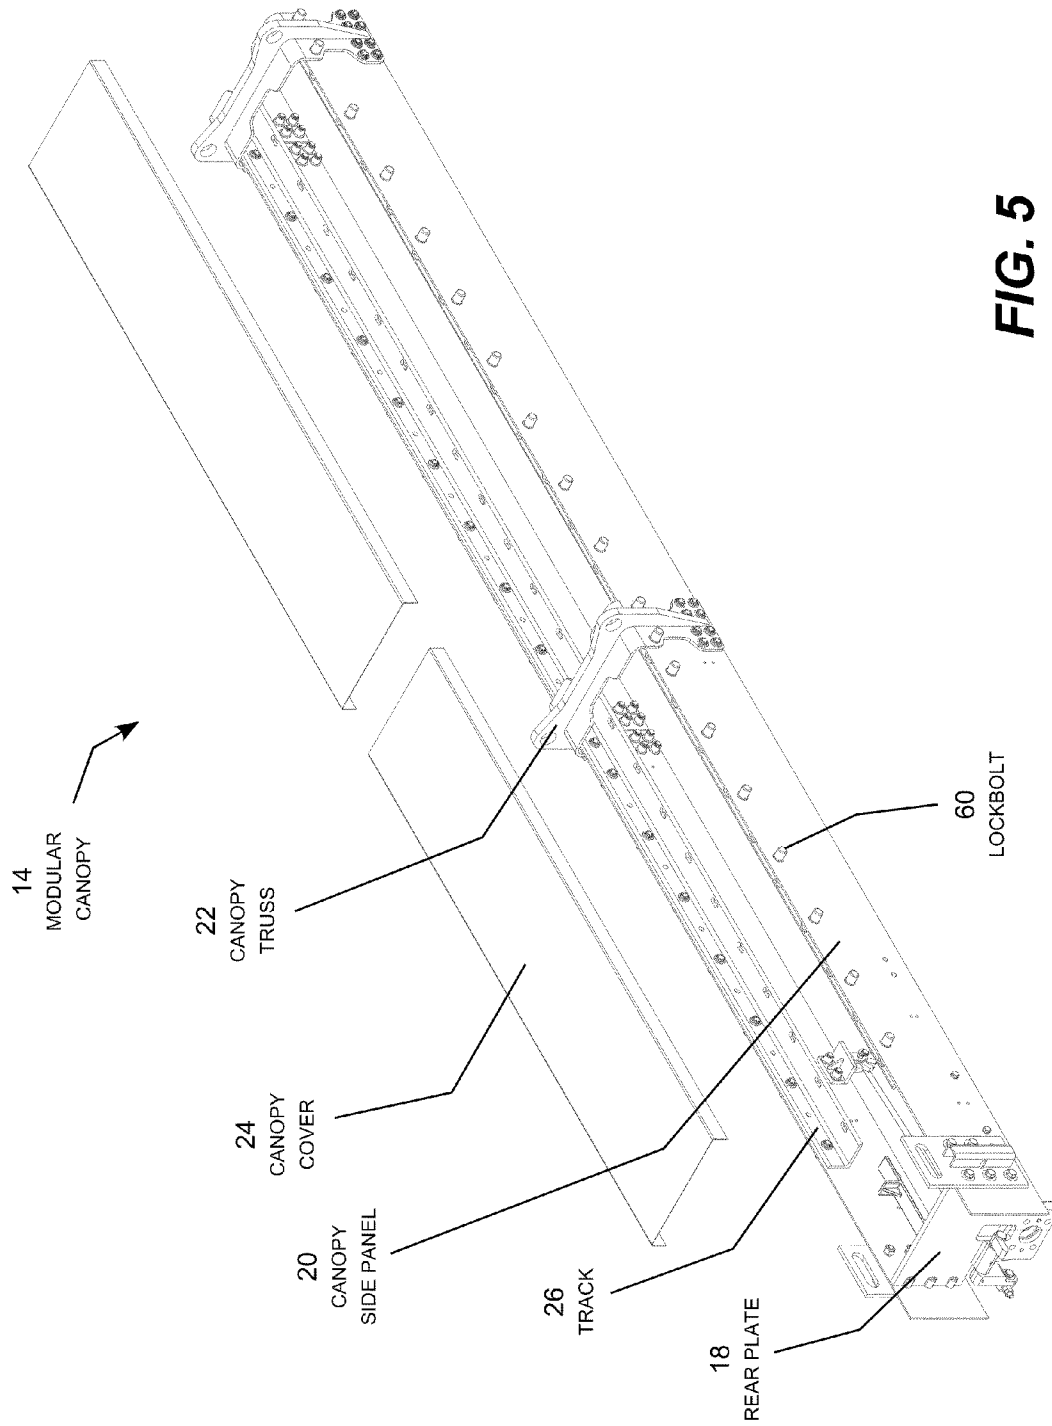 14
MODULAR
CANOPY
22
CANOPY
TRUSS
24
CANOPY
COVER
20
CANOPY
SIDE PANEL
26
TRACK
18
REAR PLATE
60
LOCKBOLT
FIG. 5